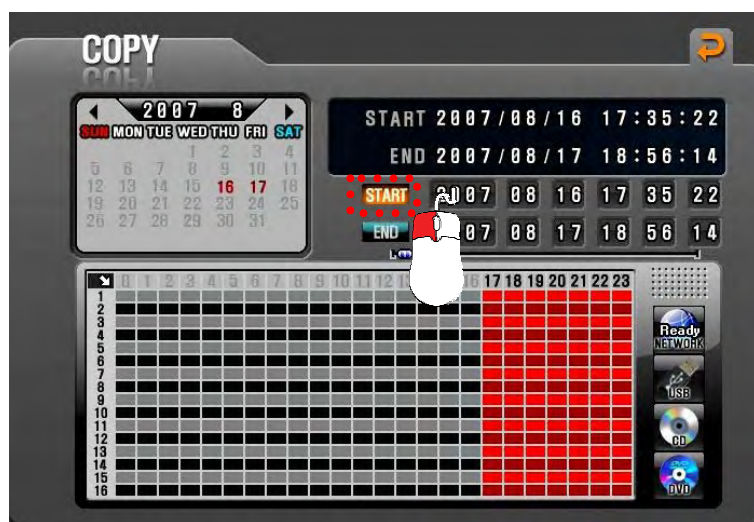 COPY
2007 8
SUN MON TUE WED THU FRI SAT
1 2 3 4
5 6 7 8 9 10 11
12 13 14 15 16 17 18
19 20 21 22 23 24 25
26 27 28 29 30 31
START 2007/08/16 17:35:22
END 2007/08/17 18:56:14
START 2007 08 16 17 35 22
END 07 08 17 18 56 14
0 1 2 3 4 5 6 7 8 9 10 11 12 17 18 19 20 21 22 23
1
2
3
4
5
6
7
8
9
10
11
12
13
14
15
16
Ready
NETWORK
USB
CD
DVD